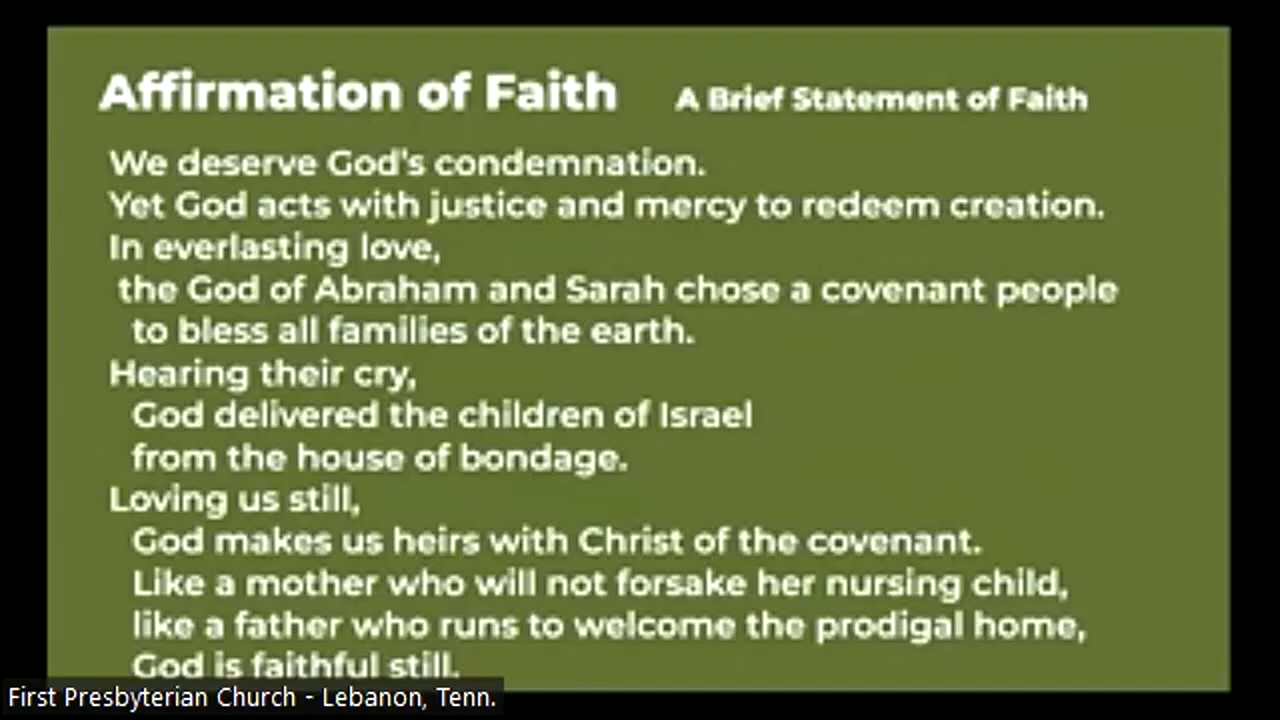 Affirmation of Faith A Brief Statement of Faith
We deserve God's condemnation.
Yet God acts with justice and mercy to redeem creation.
In everlasting love,
the God of Abraham and Sarah chose a covenant people
to bless all families of the earth.
Hearing their cry,
God delivered the children of Israel
from the house of bondage.
Loving us still,
God makes us heirs with Christ of the covenant.
Like a mother who will not forsake her nursing child,
like a father who runs to welcome the prodigal home,
God is faithful still.
First Presbyterian Church - Lebanon, Tenn.